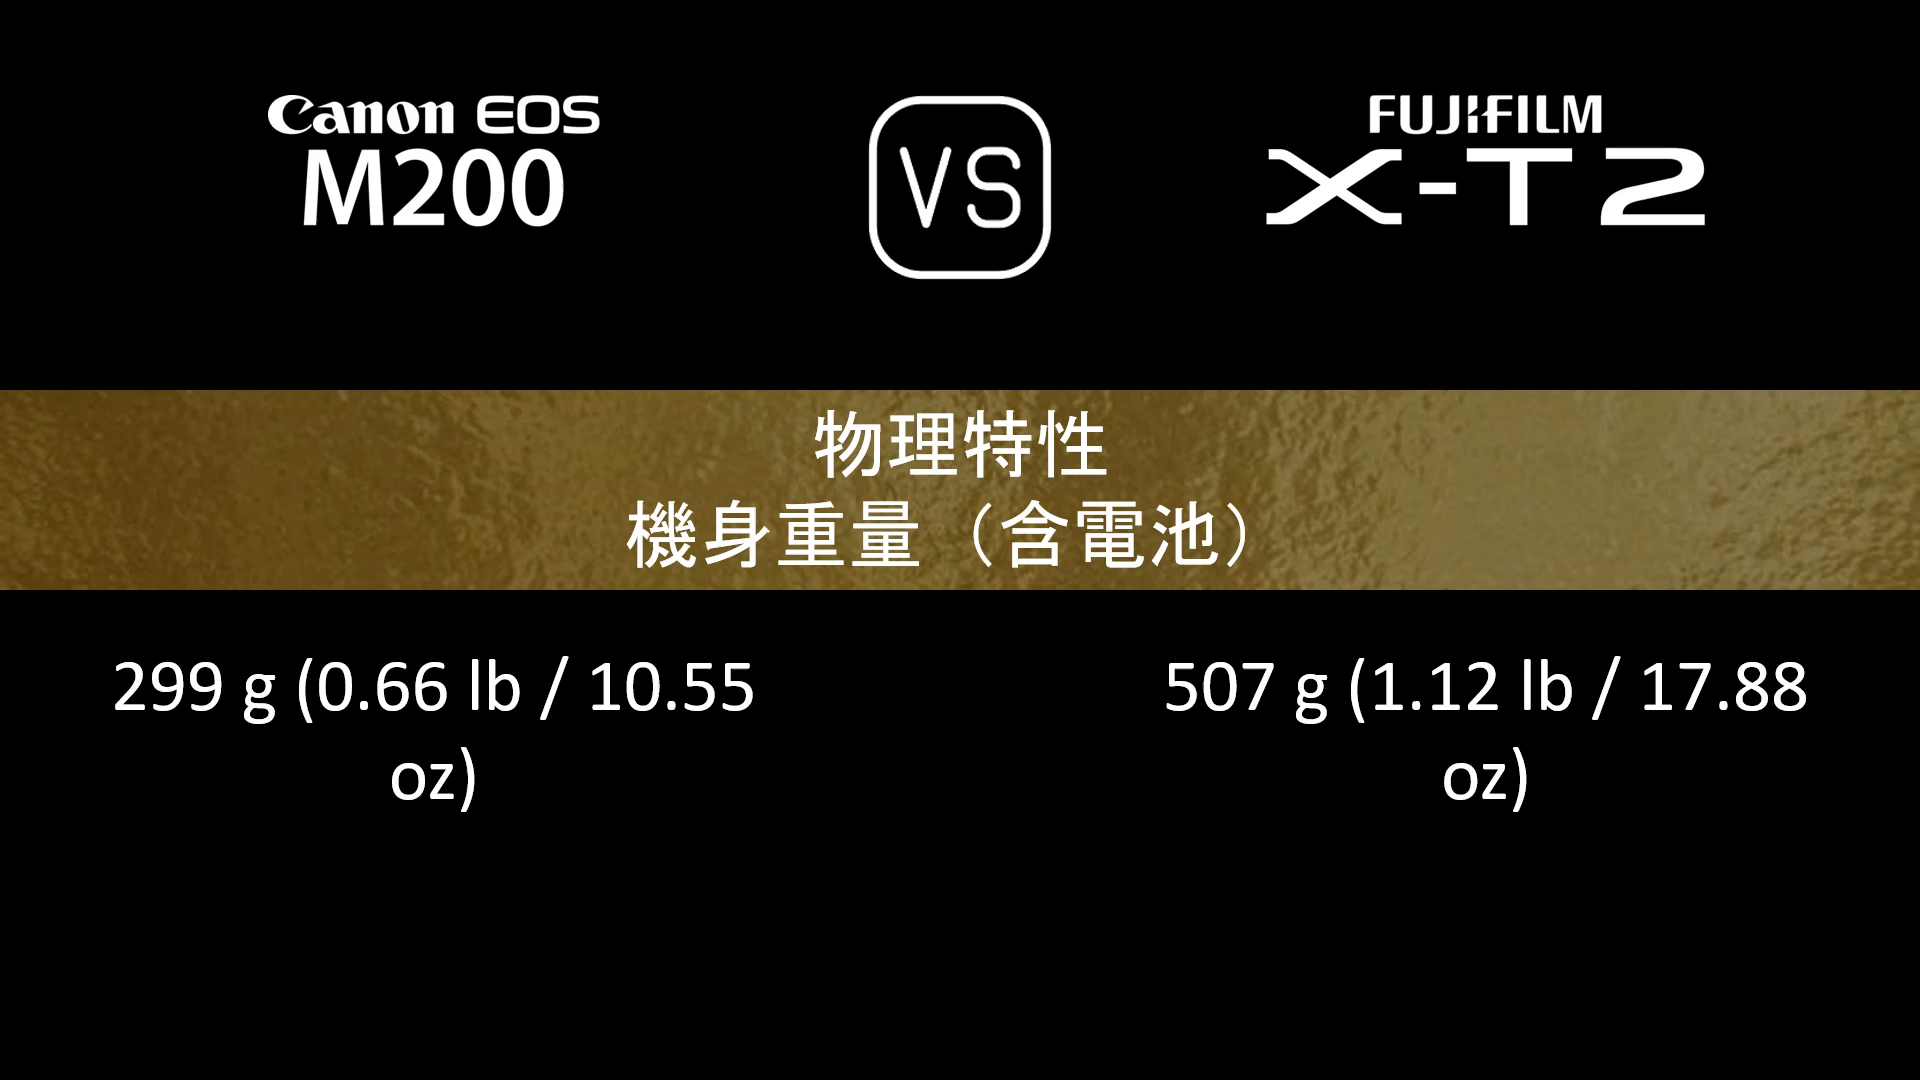 Canon EOS
M200
VS
FUJIFILM
X-T2
物理特性
機身重量（含電池）
299 g (0.66 lb / 10.55
oz)
507 g (1.12 lb / 17.88
oz)